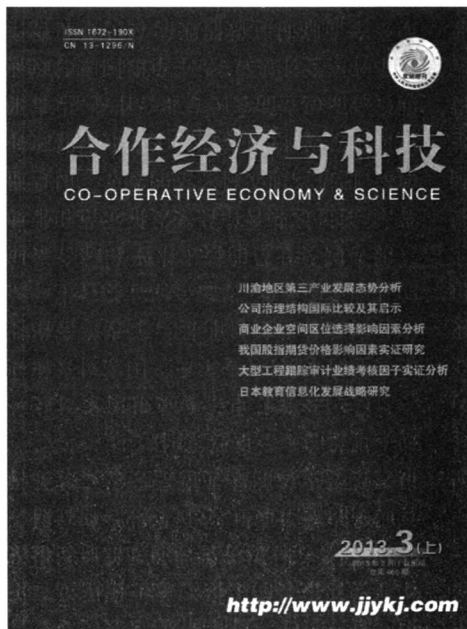 ISSN 1672-190X
CN 13-1296/N
合作经济与科技
CO-OPERATIVE ECONOMY & SCIENCE
川渝地区第三产业发展态势分析
公司治理结构国际比较及其启示
商业企业空间区位选择影响因素分析
我国股指期货价格影响因素实证研究
大型工程跟踪审计业绩考核因子实证分析
日本教育信息化发展战略研究
2013.3(上)
http://www.jjykj.com